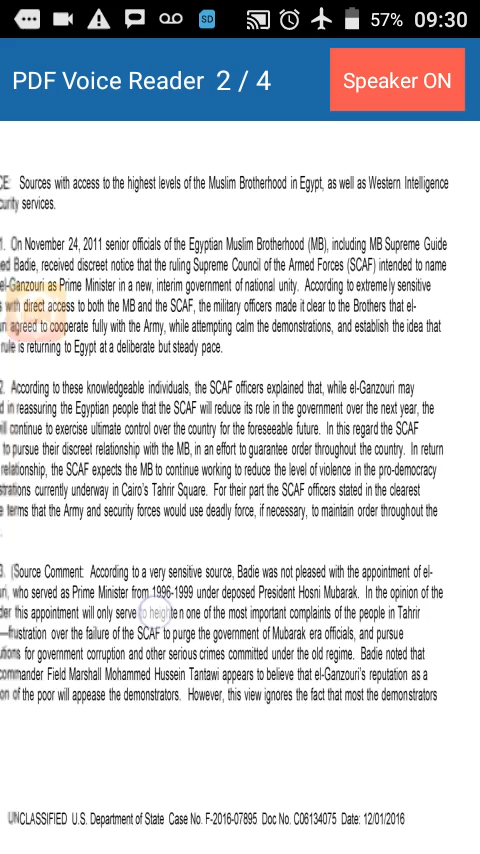 SD
57% 09:30
PDF Voice Reader 2 / 4
Speaker ON
CE: Sources with access to the highest levels of the Muslim Brotherhood in Egypt, as well as Western Intelligence
curity services.
1. On November 24, 2011 senior officials of the Egyptian Muslim Brotherhood (MB), including MB Supreme Guide
ed Badie, received discreet notice that the ruling Supreme Council of the Armed Forces (SCAF) intended to name
el-Ganzouri as Prime Minister in a new, interim government of national unity. According to extremely sensitive
s with direct access to both the MB and the SCAF, the military officers made it clear to the Brothers that el-
uri agreed to cooperate fully with the Army, while attempting calm the demonstrations, and establish the idea that
rule is returning to Egypt at a deliberate but steady pace.
2. According to these knowledgeable individuals, the SCAF officers explained that, while el-Ganzouri may
d in reassuring the Egyptian people that the SCAF will reduce its role in the government over the next year, the
ill continue to exercise ultimate control over the country for the foreseeable future. In this regard the SCAF
to pursue their discreet relationship with the MB, in an effort to guarantee order throughout the country. In return
relationship, the SCAF expects the MB to continue working to reduce the level of violence in the pro-democracy
strations currently underway in Cairo's Tahrir Square. For their part the SCAF officers stated in the clearest
e terms that the Army and security forces would use deadly force, if necessary, to maintain order throughout the
.
3. (Source Comment: According to a very sensitive source, Badie was not pleased with the appointment of el-
uri, who served as Prime Minister from 1996-1999 under deposed President Hosni Mubarak. In the opinion of the
der this appointment will only serve to heighten one of the most important complaints of the people in Tahrir
—frustration over the failure of the SCAF to purge the government of Mubarak era officials, and pursue
utions for government corruption and other serious crimes committed under the old regime. Badie noted that
commander Field Marshall Mohammed Hussein Tantawi appears to believe that el-Ganzouri's reputation as a
on of the poor will appease the demonstrators. However, this view ignores the fact that most the demonstrators
UNCLASSIFIED U.S. Department of State Case No. F-2016-07895 Doc No. C06134075 Date: 12/01/2016